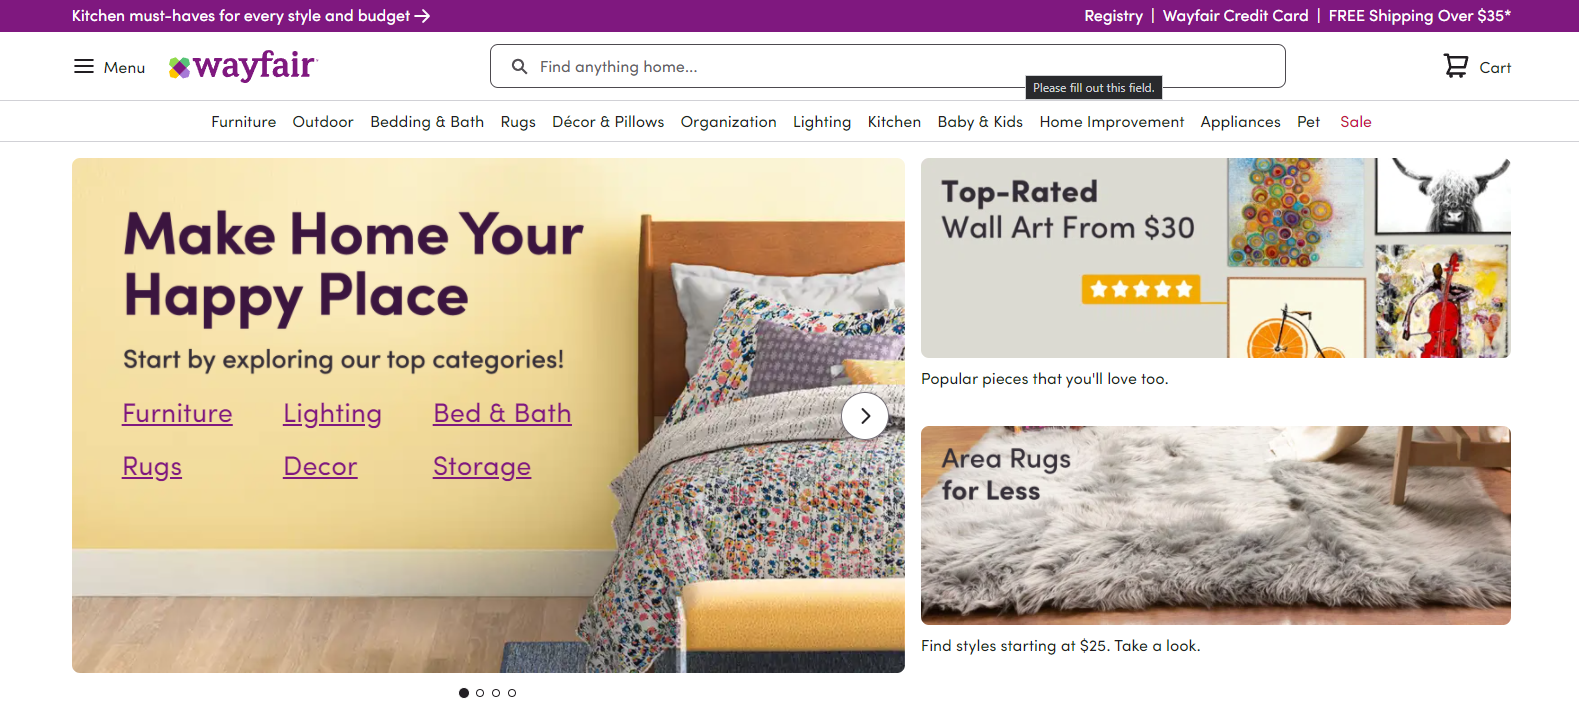 Kitchen must-haves for every style and budget →
Registry | Wayfair Credit Card | FREE Shipping Over $35*
Menu
wayfair
Find anything home...
Cart
Please fill out this field.
Furniture Outdoor Bedding & Bath Rugs Décor & Pillows Organization Lighting Kitchen Baby & Kids Home Improvement Appliances Pet Sale
Make Home Your
Happy Place
Start by exploring our top categories!
Furniture Lighting Bed & Bath
Rugs Decor Storage
Top-Rated
Wall Art From $30
Popular pieces that you'll love too.
Area Rugs
for Less
Find styles starting at $25. Take a look.